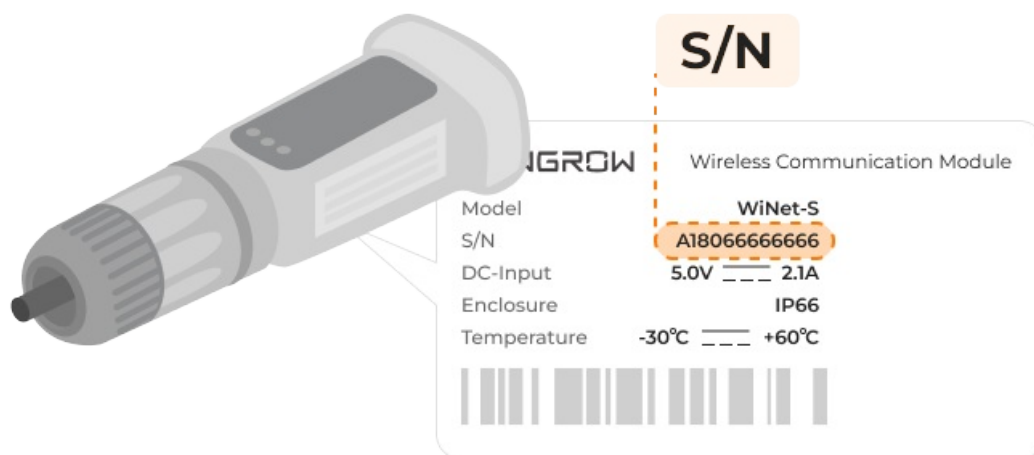 S/N
NGROW Wireless Communication Module
Model WiNet-S
S/N A18066666666
DC-Input 5.0V 2.1A
Enclosure IP66
Temperature -30℃ +60℃